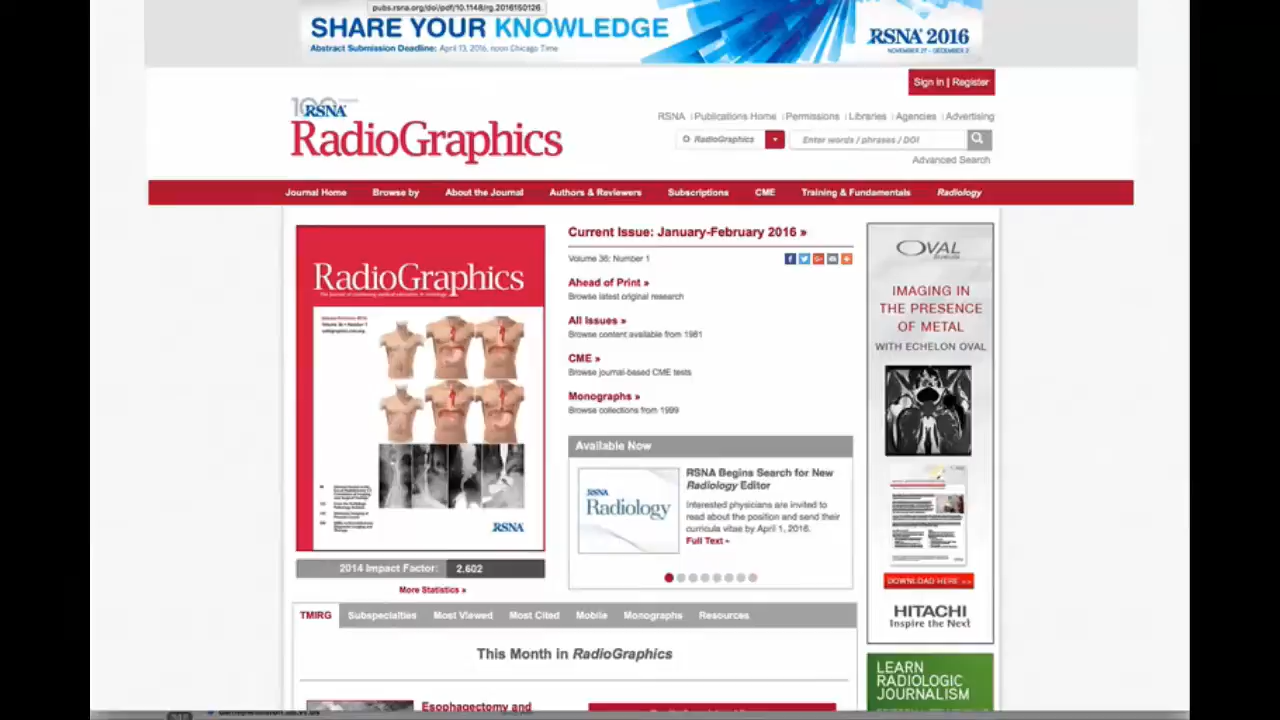 pubs.rsna.org/doi/pdf/10.1148/rg.2016150126
SHARE YOUR KNOWLEDGE
Abstract Submission Deadline: April 13, 2016, noon Chicago Time
RSNA 2016
NOVEMBER 27 – DECEMBER 2
Sign In | Register
100
RSNA
RadioGraphics
RSNA | Publications Home | Permissions | Libraries | Agencies | Advertising
RadioGraphics
Enter words / phrases / DOI
Advanced Search
Journal Home Browse by About the Journal Authors & Reviewers Subscriptions CME Training & Fundamentals Radiology
RadioGraphics
RSNA
2014 Impact Factor: 2.602
More Statistics »
Current Issue: January-February 2016 »
Volume 36: Number 1
Ahead of Print »
Browse latest original research
All Issues »
Browse content available from 1981
CME »
Browse journal-based CME tests
Monographs »
Browse collections from 1999
Available Now
RSNA
Radiology
RSNA Begins Search for New
Radiology Editor
Interested physicians are invited to
read about the position and send their
curricula vitae by April 1, 2016.
Full Text »
OVAL
IMAGING IN
THE PRESENCE
OF METAL
WITH ECHELON OVAL
DOWNLOAD HERE >>
HITACHI
Inspire the Next
TMIRG Subspecialties Most Viewed Most Cited Mobile Monographs Resources
This Month in RadioGraphics
Esophagectomy and
LEARN
RADIOLOGIC
JOURNALISM